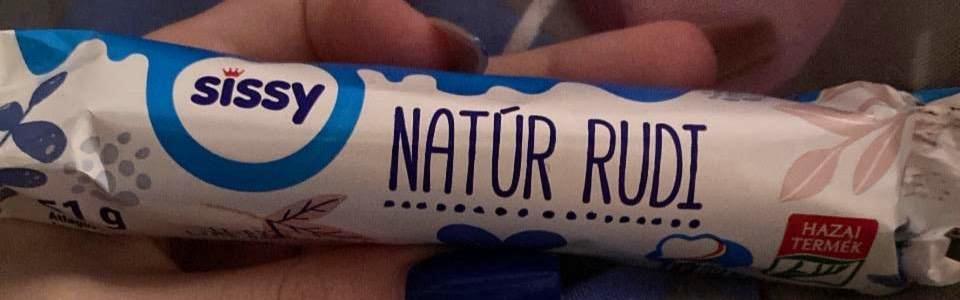 sissy
NATÚR RUDI
51 g
HAZAI
TERMÉK